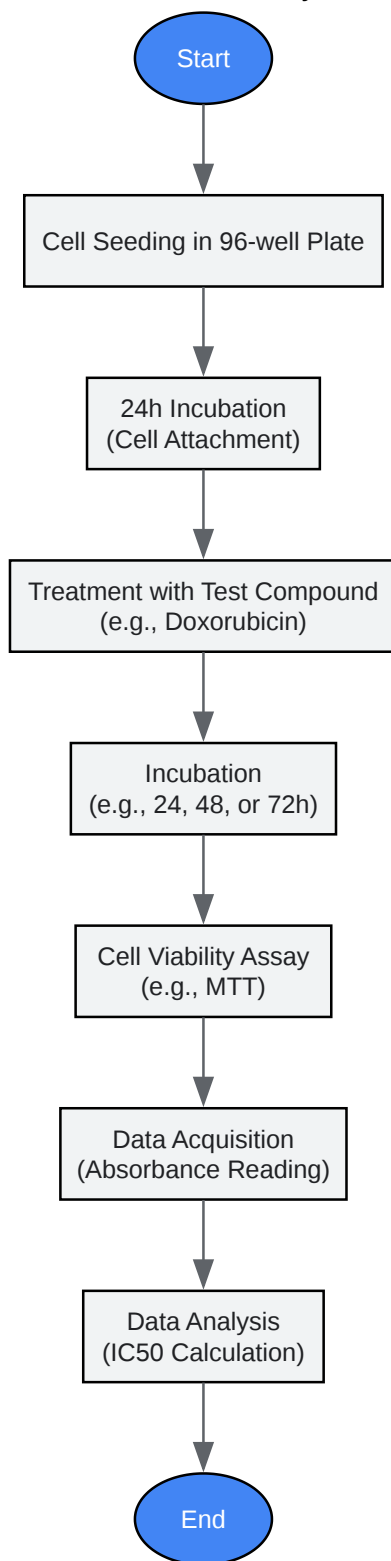 Start
Cell Seeding in 96-well Plate
24h Incubation
(Cell Attachment)
Treatment with Test Compound
(e.g., Doxorubicin)
Incubation
(e.g., 24, 48, or 72h)
Cell Viability Assay
(e.g., MTT)
Data Acquisition
(Absorbance Reading)
Data Analysis
(IC50 Calculation)
End